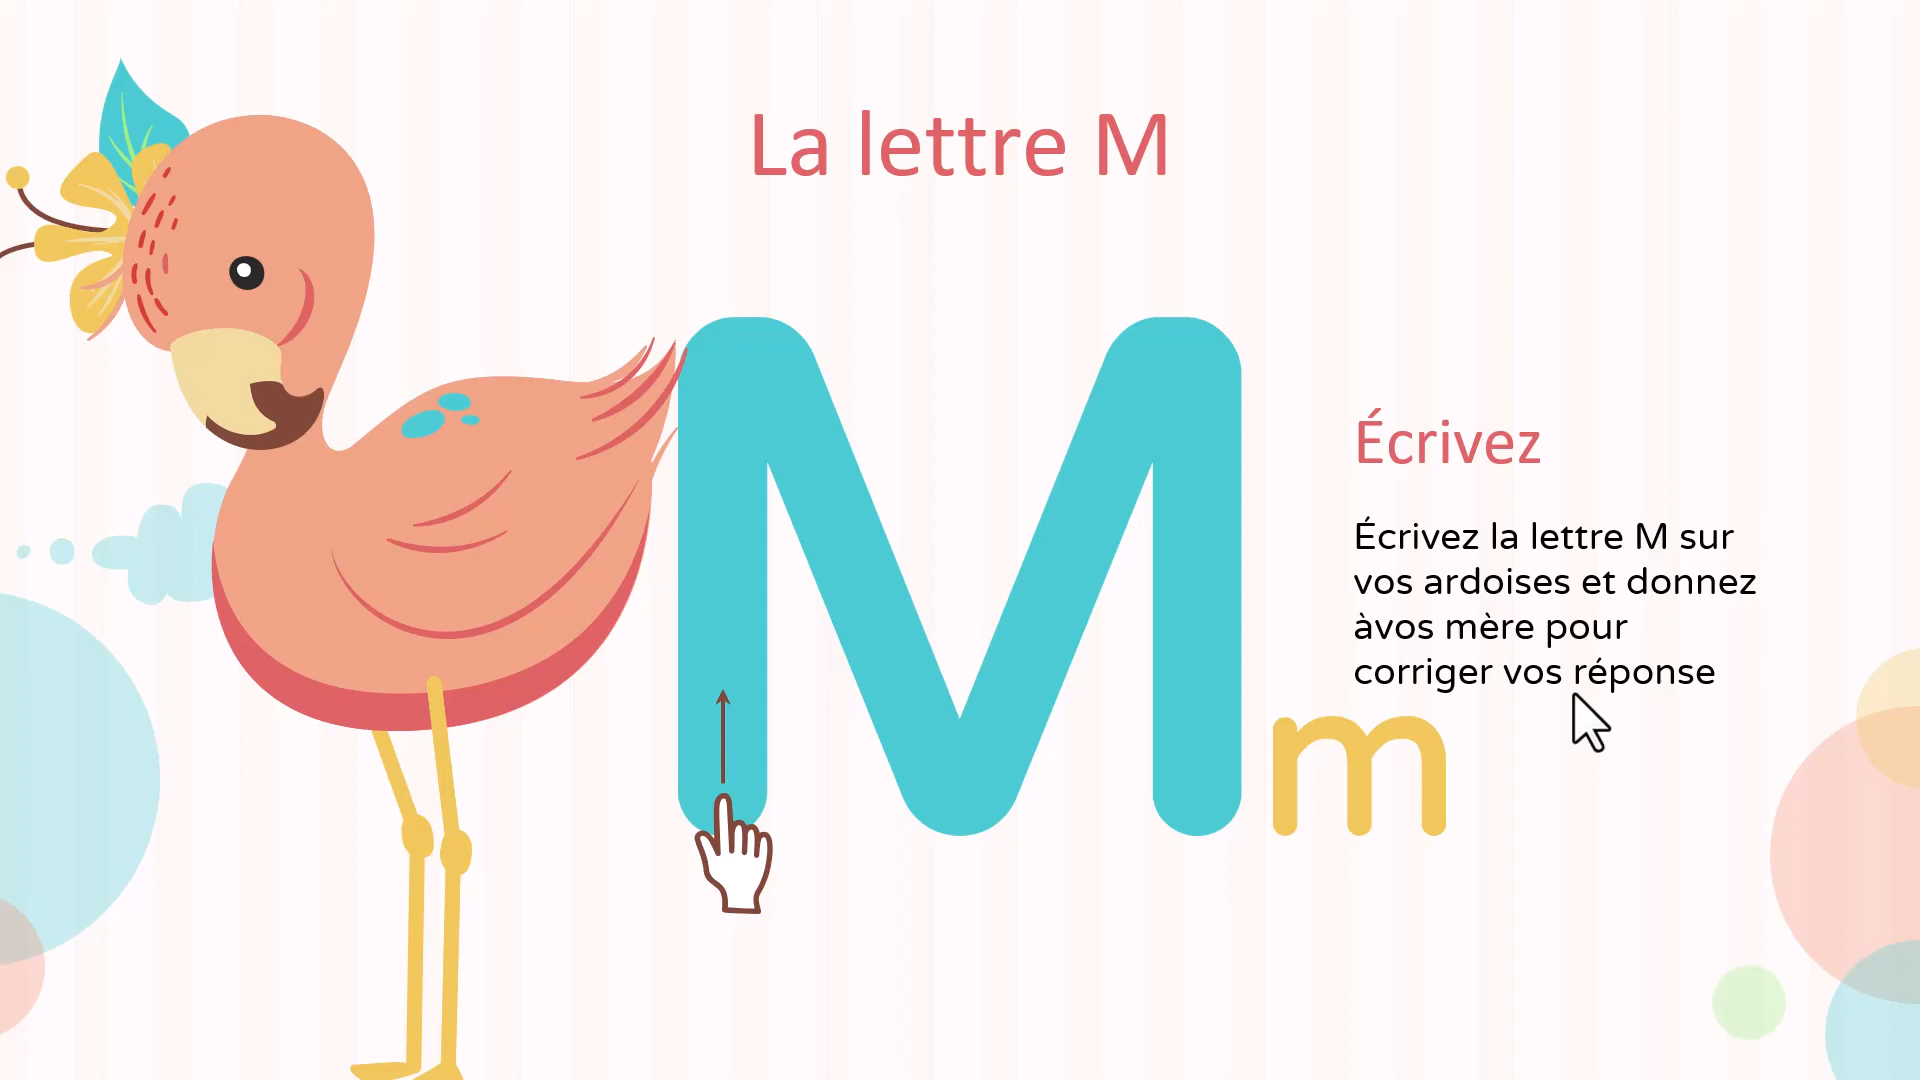 La lettre M
M
m
Écrivez
Écrivez la lettre M sur
vos ardoises et donnez
àvos mère pour
corriger vos réponse